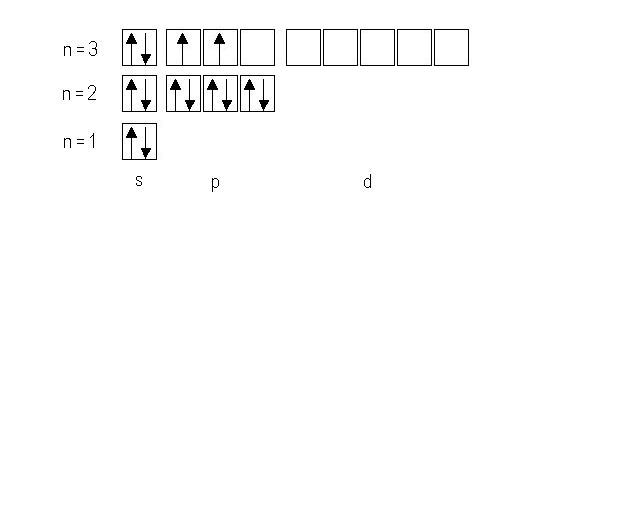 n = 3
n = 2
n = 1
s p d